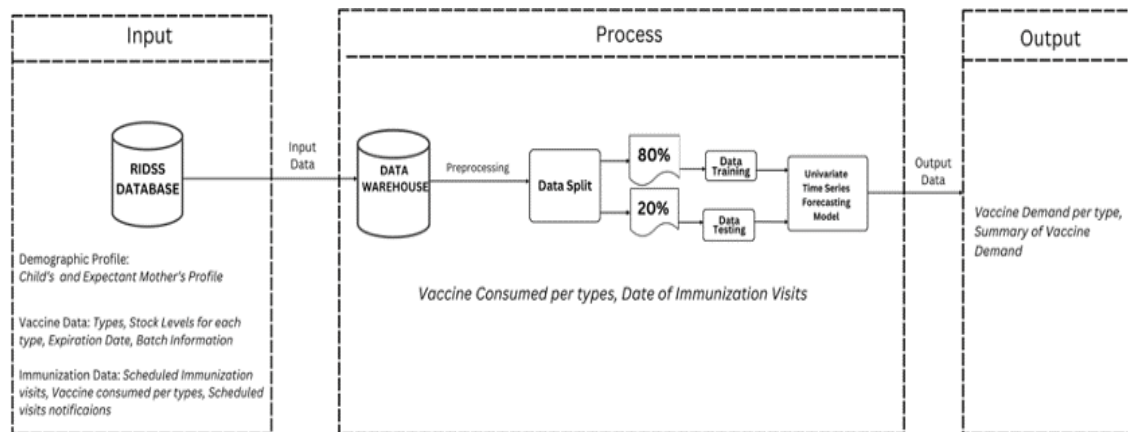 Input
Process
Output
RIDSS
DATABASE
Input
Data
DATA
WAREHOUSE
Preprocessing
Data Split
80%
20%
Data
Training
Data
Testing
Univariate
Time Series
Forecasting
Model
Output
Data
Demographic Profile:
Child's and Expectant Mother's Profile
Vaccine Data: Types, Stock Levels for each
type, Expiration Date, Batch Information
Immunization Data: Scheduled Immunization
visits, Vaccine consumed per types, Scheduled
visits notificaions
Vaccine Consumed per types, Date of Immunization Visits
Vaccine Demand per type,
Summary of Vaccine
Demand